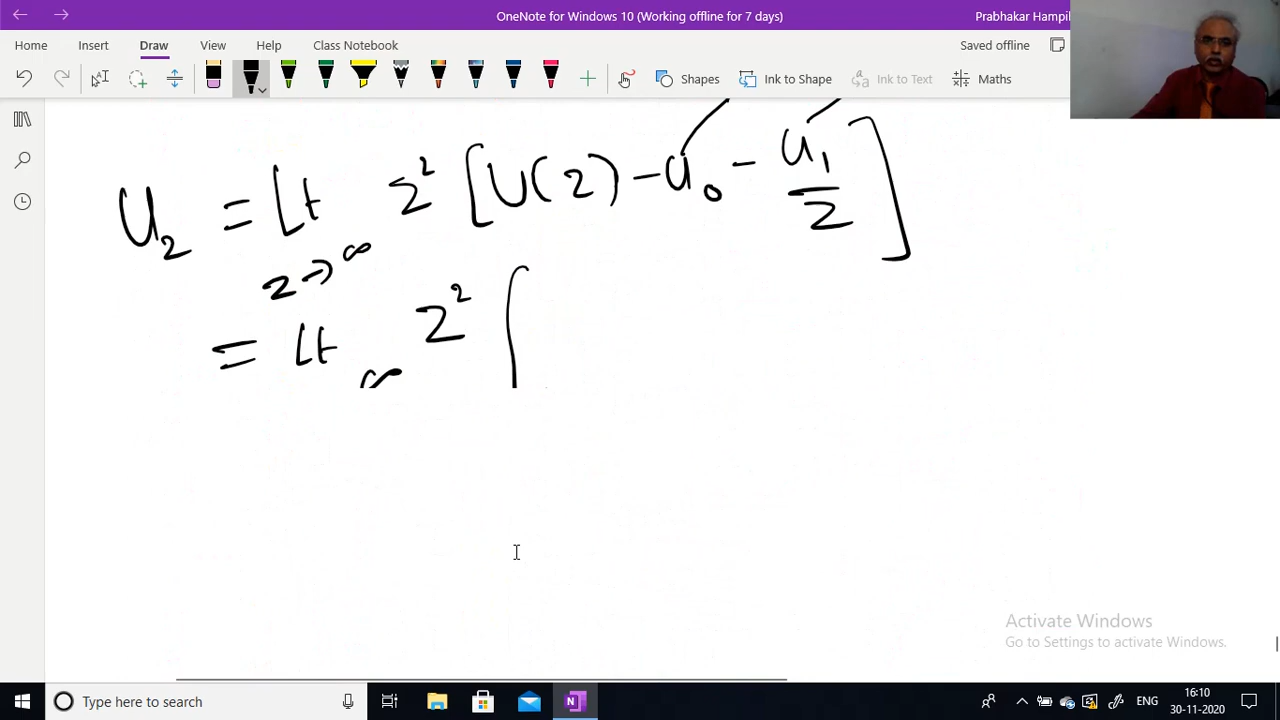 OneNote for Windows 10 (Working offline for 7 days)
Prabhakar Hampil
Home Insert Draw View Help Class Notebook
Saved offline
Shapes Ink to Shape Ink to Text Maths
U₂ = Lt z² [U(z) - u₀ - u₁/z]
z→∞
= Lt z² [
∞
Activate Windows
Go to Settings to activate Windows.
Type here to search
ENG
16:10
30-11-2020